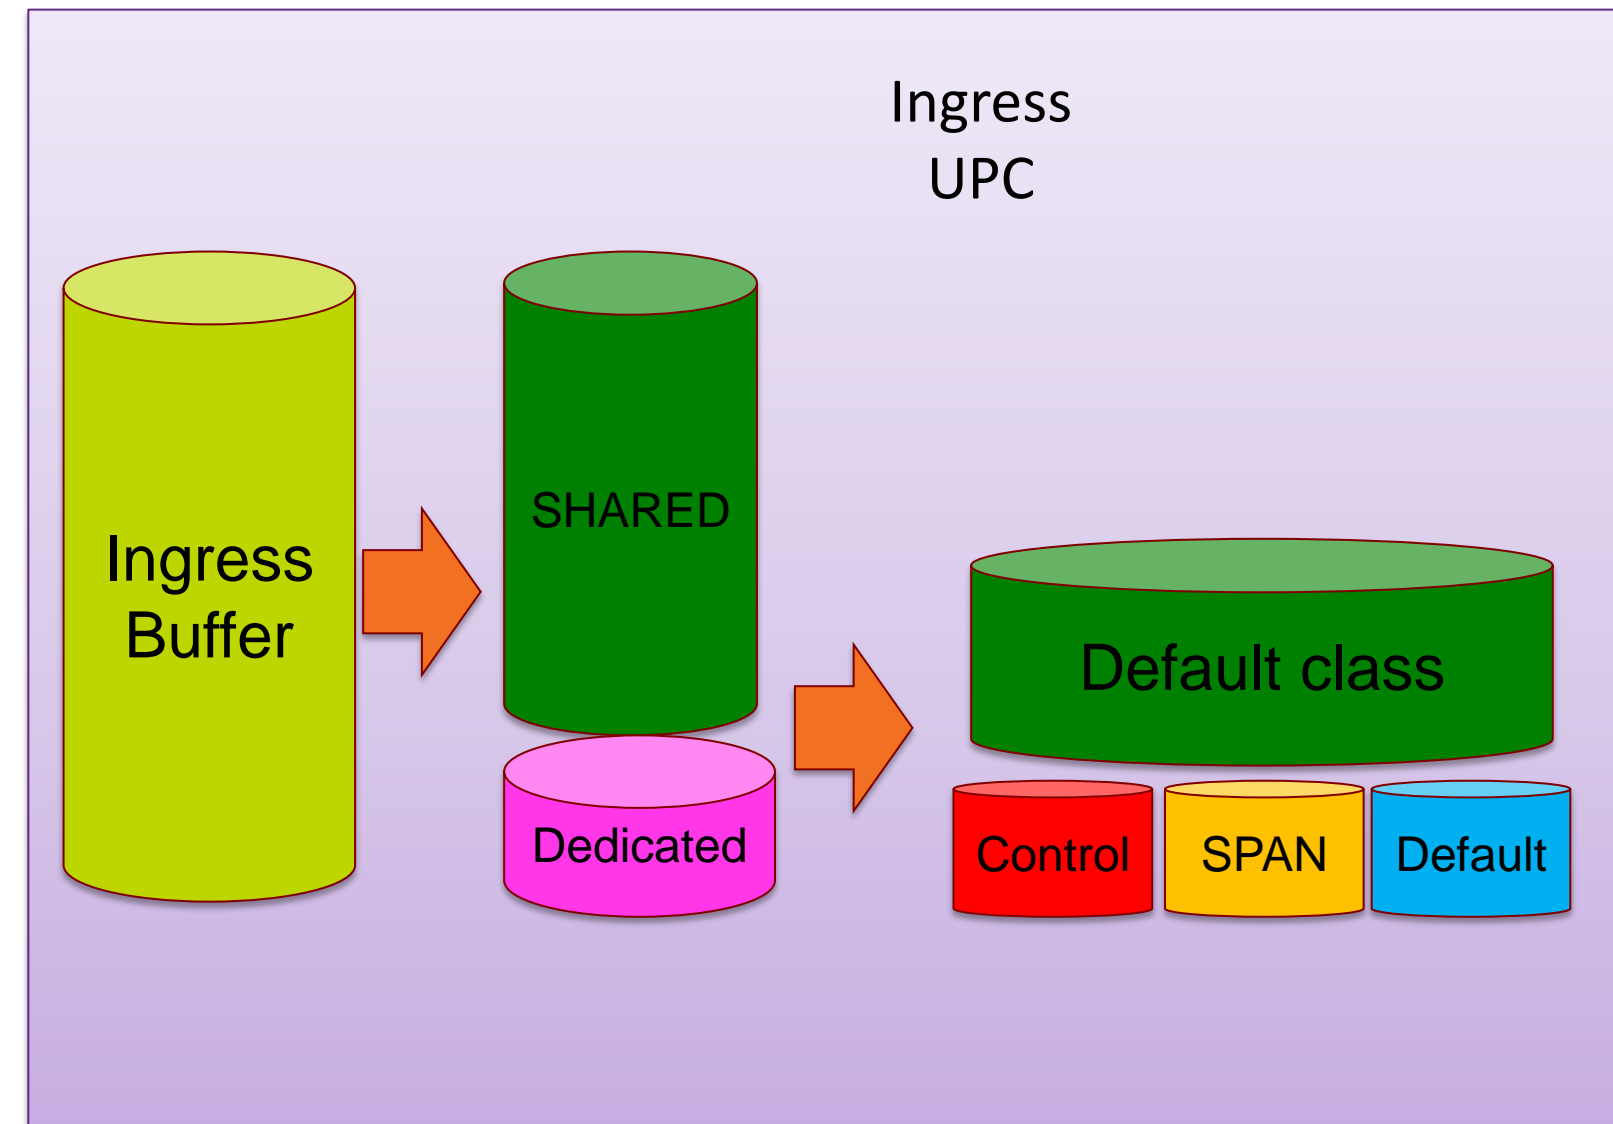 Ingress
UPC
Ingress
Buffer
SHARED
Dedicated
Default class
Control
SPAN
Default